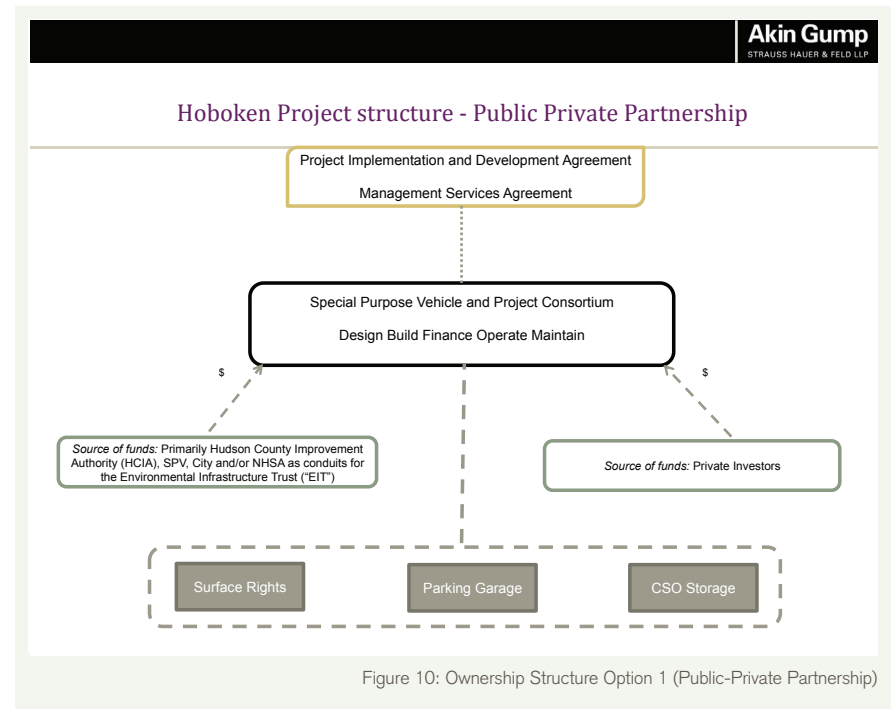 Akin Gump
STRAUSS HAUER & FELD LLP
Hoboken Project structure - Public Private Partnership
Project Implementation and Development Agreement
Management Services Agreement
Special Purpose Vehicle and Project Consortium
Design Build Finance Operate Maintain
$
$
Source of funds: Primarily Hudson County Improvement
Authority (HCIA), SPV, City and/or NHSA as conduits for
the Environmental Infrastructure Trust ("EIT")
Source of funds: Private Investors
Surface Rights
Parking Garage
CSO Storage
Figure 10: Ownership Structure Option 1 (Public-Private Partnership)